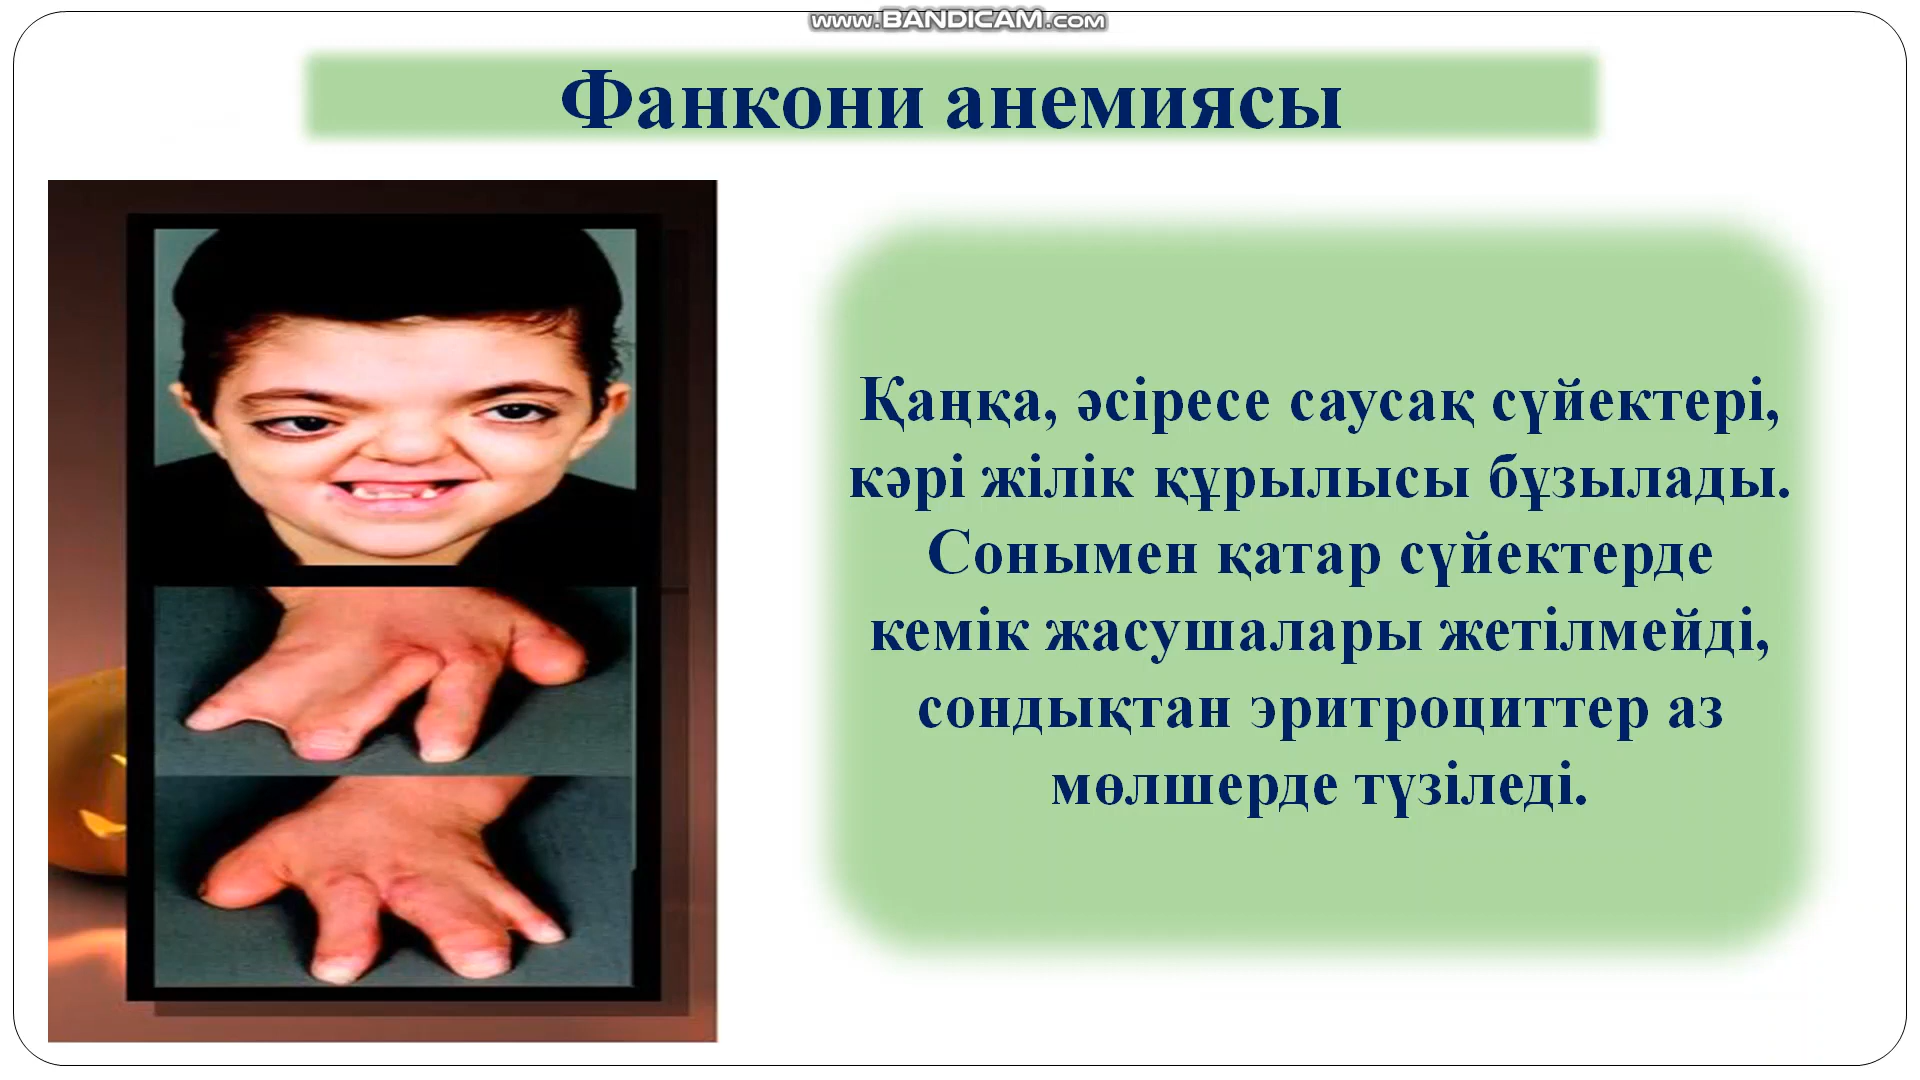 www.BANDICAM.com
Фанкони анемиясы
Қаңқа, әсіресе саусақ сүйектері,
кәрі жілік құрылысы бұзылады.
Сонымен қатар сүйектерде
кемік жасушалары жетілмейді,
сондықтан эритроциттер аз
мөлшерде түзіледі.